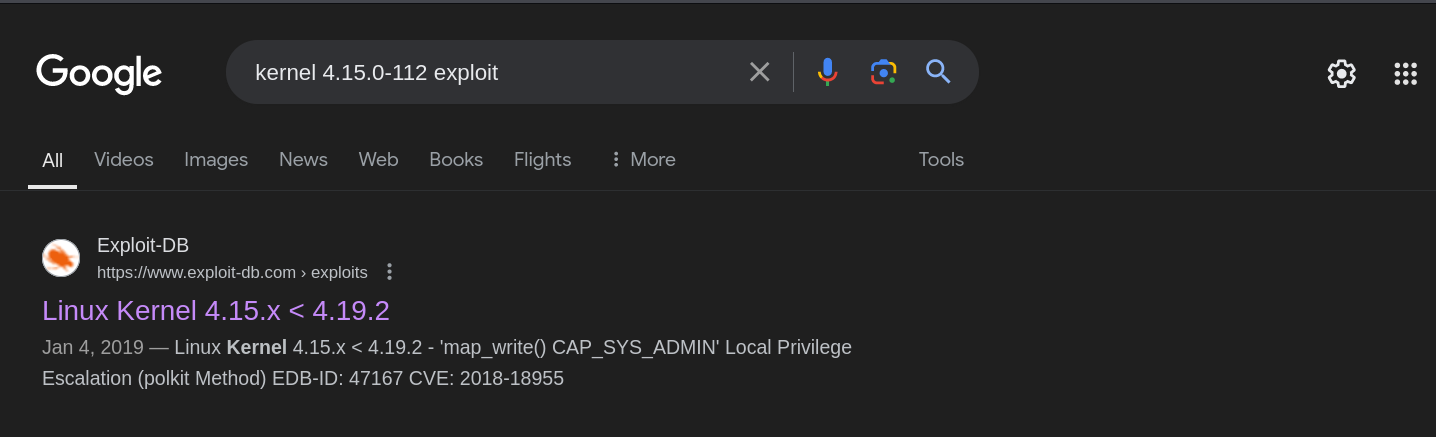 Google
kernel 4.15.0-112 exploit
All Videos Images News Web Books Flights More Tools
Exploit-DB
https://www.exploit-db.com › exploits
Linux Kernel 4.15.x < 4.19.2
Jan 4, 2019 — Linux Kernel 4.15.x < 4.19.2 - 'map_write() CAP_SYS_ADMIN' Local Privilege
Escalation (polkit Method) EDB-ID: 47167 CVE: 2018-18955